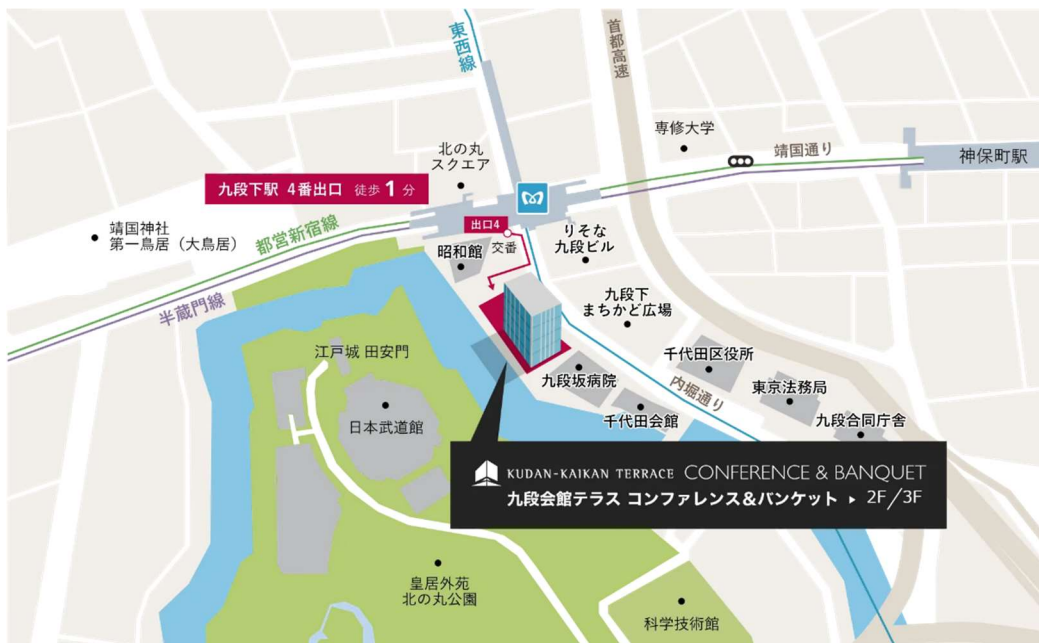 東西線
首都高速
専修大学
靖国通り
神保町駅
北の丸
スクエア
九段下駅 4番出口 徒歩 1 分
出口4
交番
昭和館
りそな
九段ビル
靖国神社
第一鳥居（大鳥居）
都営新宿線
半蔵門線
九段下
まちかど広場
江戸城 田安門
千代田区役所
九段坂病院
内堀通り
東京法務局
千代田会館
九段合同庁舎
日本武道館
KUDAN-KAIKAN TERRACE CONFERENCE & BANQUET
九段会館テラス コンファレンス&バンケット ▶ 2F/3F
皇居外苑
北の丸公園
科学技術館